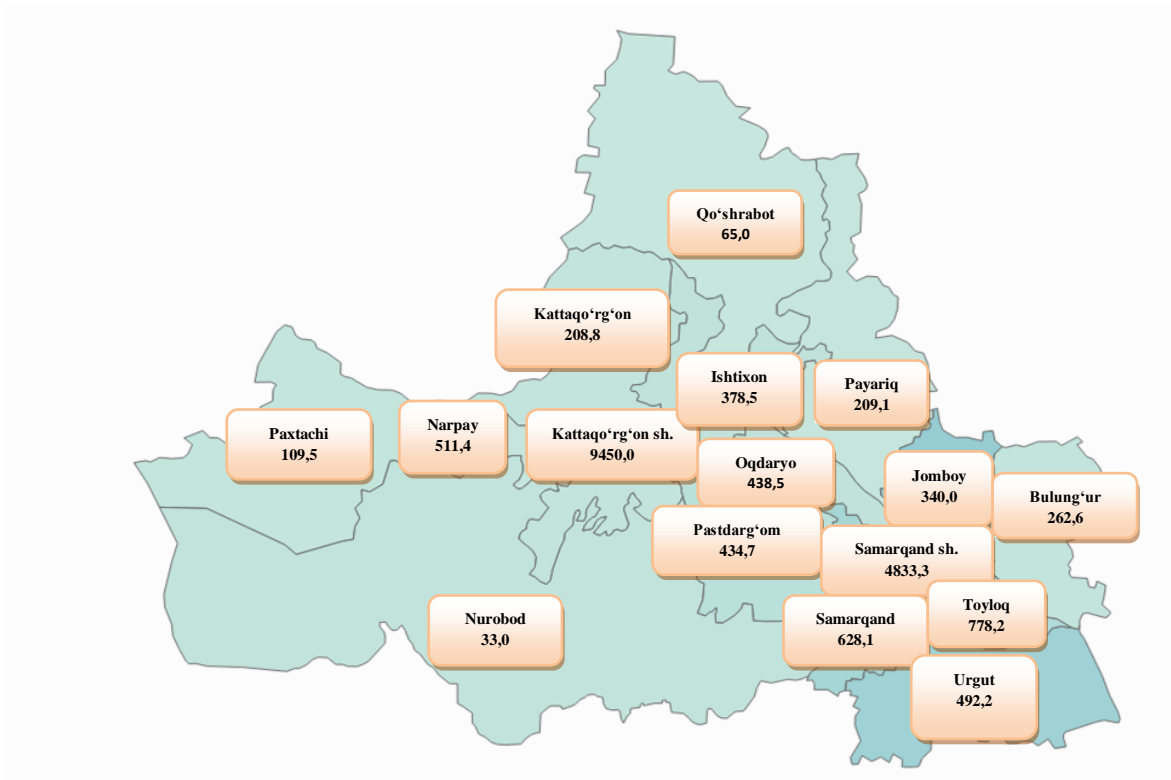 Qo‘shrabot
65,0
Kattaqo‘rg‘on
208,8
Ishtixon
378,5
Payariq
209,1
Paxtachi
109,5
Narpay
511,4
Kattaqo‘rg‘on sh.
9450,0
Oqdaryo
438,5
Jomboy
340,0
Bulung‘ur
262,6
Pastdarg‘om
434,7
Samarqand sh.
4833,3
Nurobod
33,0
Samarqand
628,1
Toyloq
778,2
Urgut
492,2